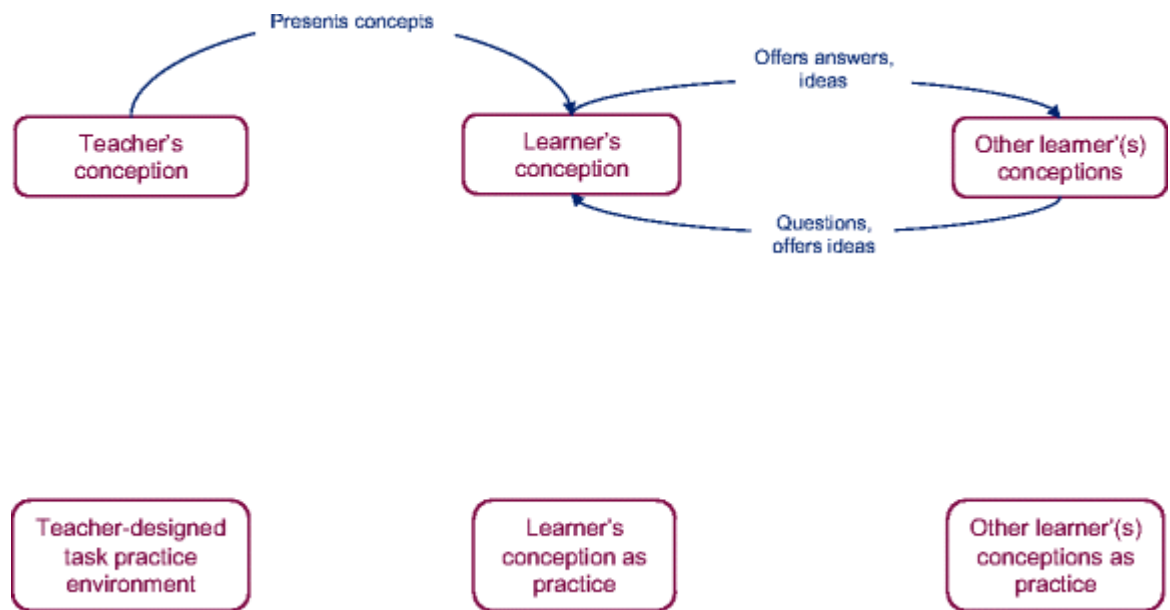 Presents concepts
Offers answers,
ideas
Teacher's
conception
Learner's
conception
Other learner'(s)
conceptions
Questions,
offers ideas
Teacher-designed
task practice
environment
Learner's
conception as
practice
Other learner'(s)
conceptions as
practice